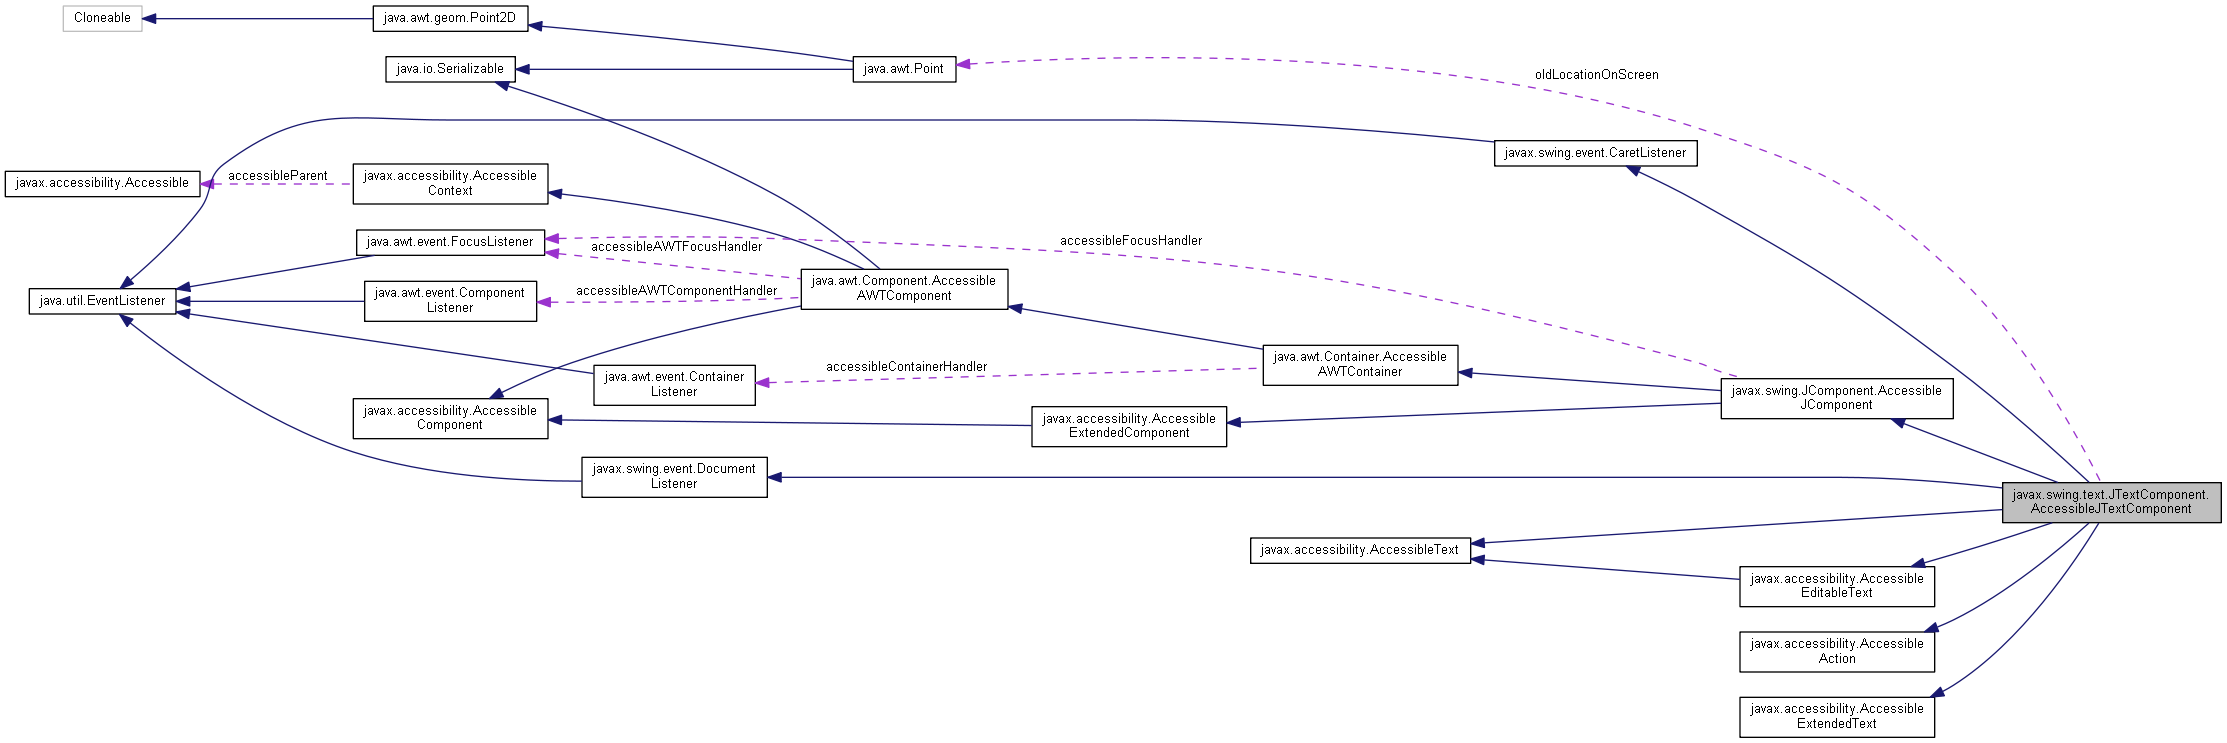 Cloneable
java.awt.geom.Point2D
java.io.Serializable
java.awt.Point
oldLocationOnScreen
javax.swing.event.CaretListener
javax.accessibility.Accessible
accessibleParent
javax.accessibility.Accessible
Context
java.awt.event.FocusListener
accessibleAWTFocusHandler
accessibleFocusHandler
java.util.EventListener
java.awt.event.Component
Listener
accessibleAWTComponentHandler
java.awt.Component.Accessible
AWTComponent
java.awt.event.Container
Listener
accessibleContainerHandler
java.awt.Container.Accessible
AWTContainer
javax.swing.JComponent.Accessible
JComponent
javax.accessibility.Accessible
Component
javax.accessibility.Accessible
ExtendedComponent
javax.swing.event.Document
Listener
javax.swing.text.JTextComponent.
AccessibleJTextComponent
javax.accessibility.AccessibleText
javax.accessibility.Accessible
EditableText
javax.accessibility.Accessible
Action
javax.accessibility.Accessible
ExtendedText